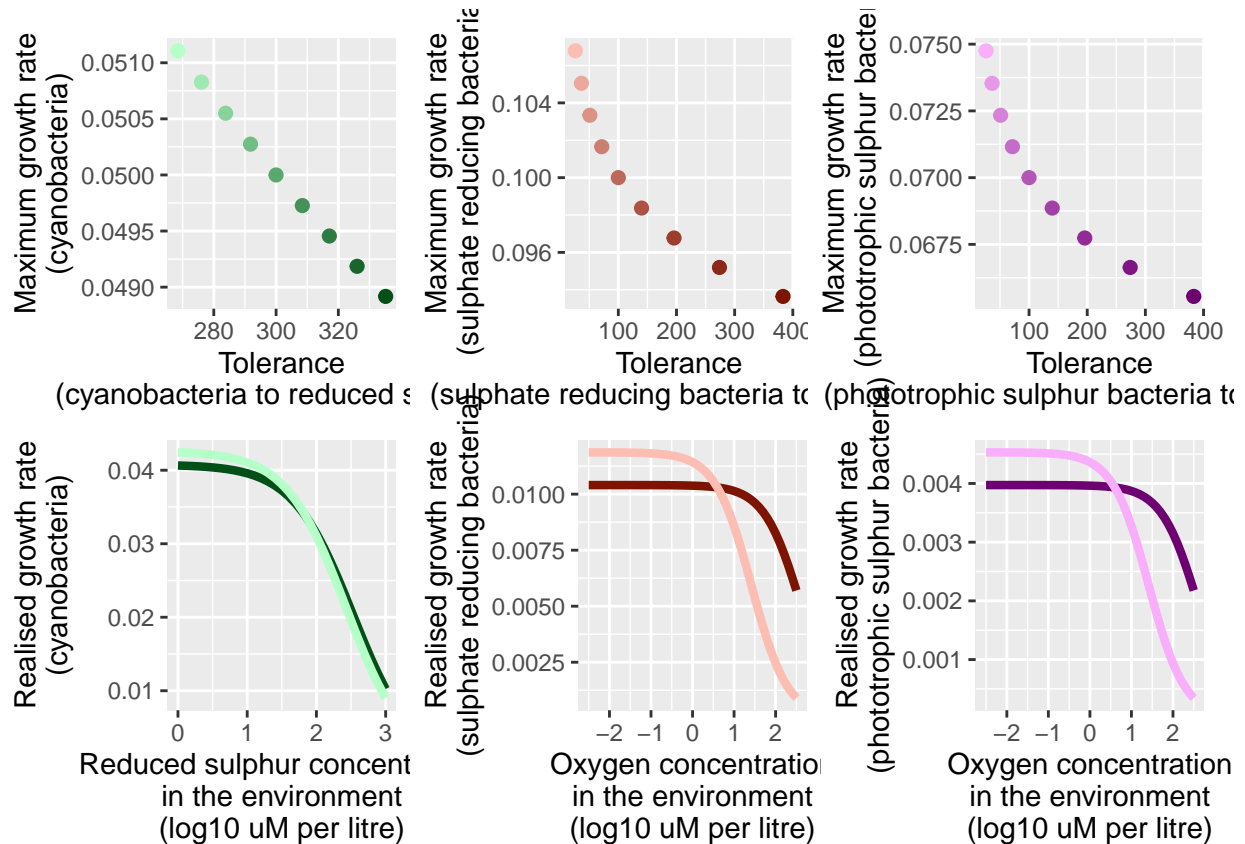 Maximum growth rate
(cyanobacteria)
0.0510
0.0505
0.0500
0.0495
0.0490
280 300 320
Tolerance
(cyanobacteria to reduced
Maximum growth rate
(sulphate reducing bacteria
0.104
0.100
0.096
100 200 300 400
Tolerance
(sulphate reducing bacteria to
Maximum growth rate
(phototrophic sulphur
0.0750
0.0725
0.0700
0.0675
100 200 300 400
Tolerance
(phototrophic sulphur bacteria to
Realised growth rate
(cyanobacteria)
0.04
0.03
0.02
0.01
0 1 2 3
Reduced sulphur
in the environment
(log10 uM per litre)
Realised growth rate
(sulphate reducing bacteria)
0.0100
0.0075
0.0050
0.0025
−2 −1 0 1 2
Oxygen concentration
in the environment
(log10 uM per litre)
Realised growth rate
(phototrophic sulphur bacteria)
0.004
0.003
0.002
0.001
−2 −1 0 1 2
Oxygen concentration
in the environment
(log10 uM per litre)